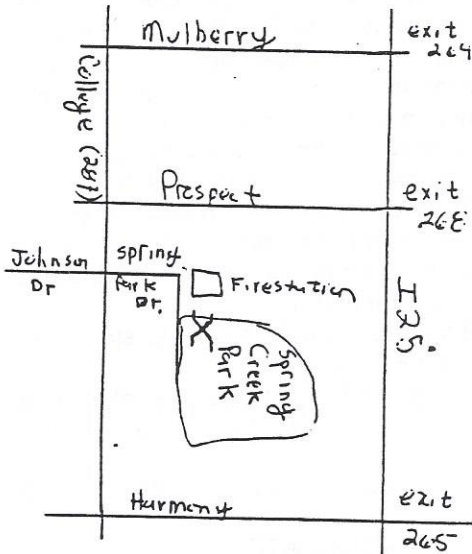 Mulberry
exit
264
College (287)
Prospect
exit
268
Johnson
Dr
Spring
Park
Dr.
Firestation
I 25
Spring
Creek
Park
X
Harmony
exit
265